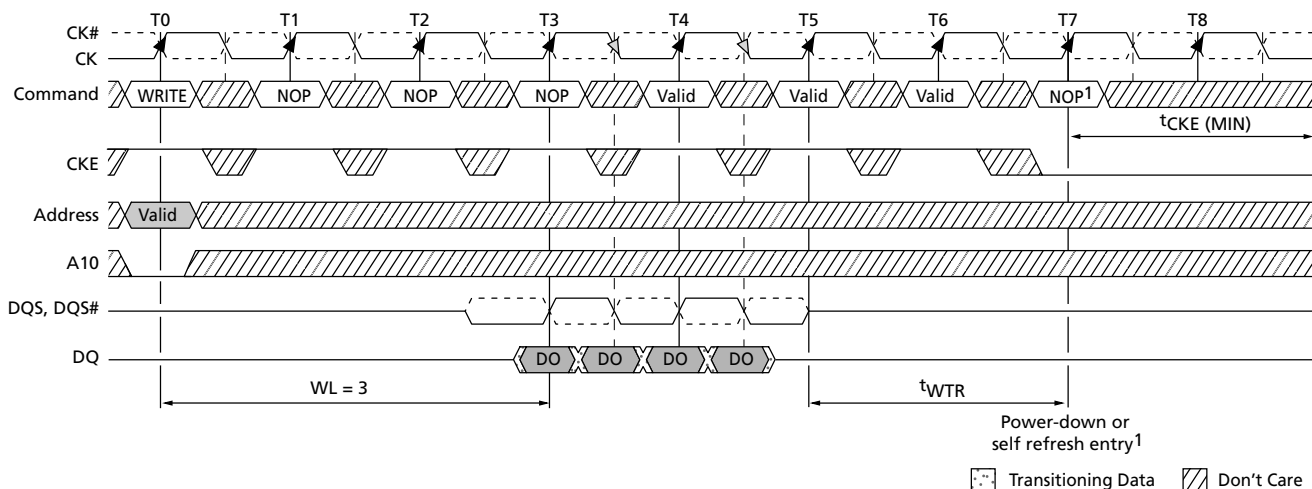 T0 T1 T2 T3 T4 T5 T6 T7 T8
CK#
CK
Command WRITE NOP NOP NOP Valid Valid Valid NOP1
tCKE (MIN)
CKE
Address Valid
A10
DQS, DQS#
DQ DO DO DO DO
WL = 3 tWTR
Power-down or
self refresh entry1
Transitioning Data Don't Care